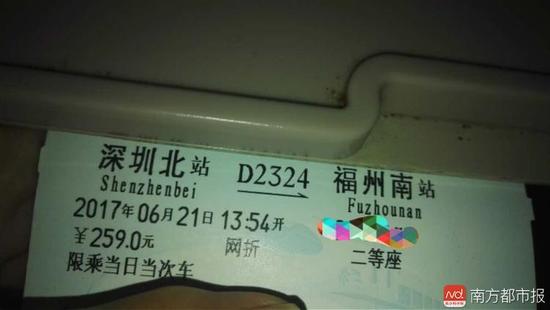 深圳北站 D2324 福州南站
Shenzhenbei Fuzhounan
2017年06月21日 13:54开
￥259.0元 网折 二等座
限乘当日当次车
南方都市报